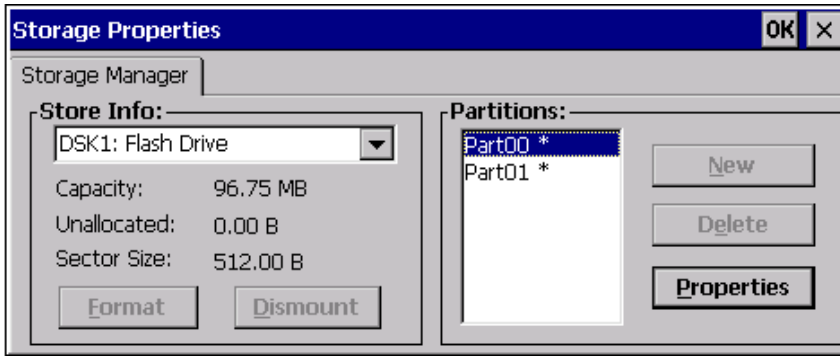 Storage Properties OK ×
Storage Manager
Store Info:
DSK1: Flash Drive
Capacity: 96.75 MB
Unallocated: 0.00 B
Sector Size: 512.00 B
Format Dismount
Partitions:
Part00 *
Part01 *
New
Delete
Properties